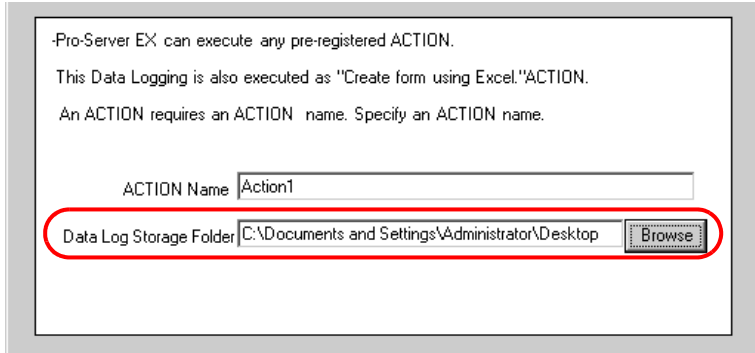 -Pro-Server EX can execute any pre-registered ACTION.
This Data Logging is also executed as "Create form using Excel."ACTION.
An ACTION requires an ACTION name. Specify an ACTION name.
ACTION Name Action1
Data Log Storage Folder C:\Documents and Settings\Administrator\Desktop Browse